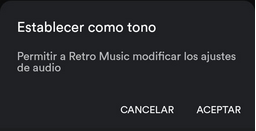 Establecer como tono
Permitir a Retro Music modificar los ajustes
de audio
CANCELAR ACEPTAR